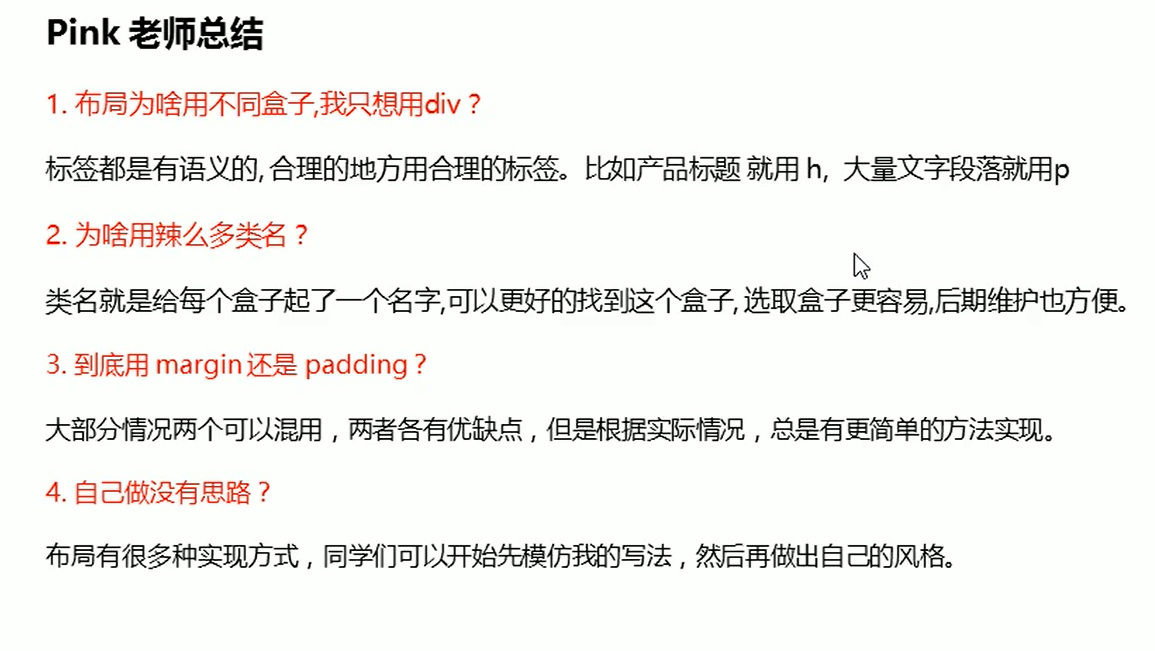 Pink 老师总结
1. 布局为啥用不同盒子,我只想用div？
标签都是有语义的, 合理的地方用合理的标签。比如产品标题 就用 h,  大量文字段落就用p
2. 为啥用辣么多类名？
类名就是给每个盒子起了一个名字,可以更好的找到这个盒子, 选取盒子更容易,后期维护也方便。
3. 到底用 margin 还是 padding？
大部分情况两个可以混用，两者各有优缺点，但是根据实际情况，总是有更简单的方法实现。
4. 自己做没有思路？
布局有很多种实现方式，同学们可以开始先模仿我的写法，然后再做出自己的风格。